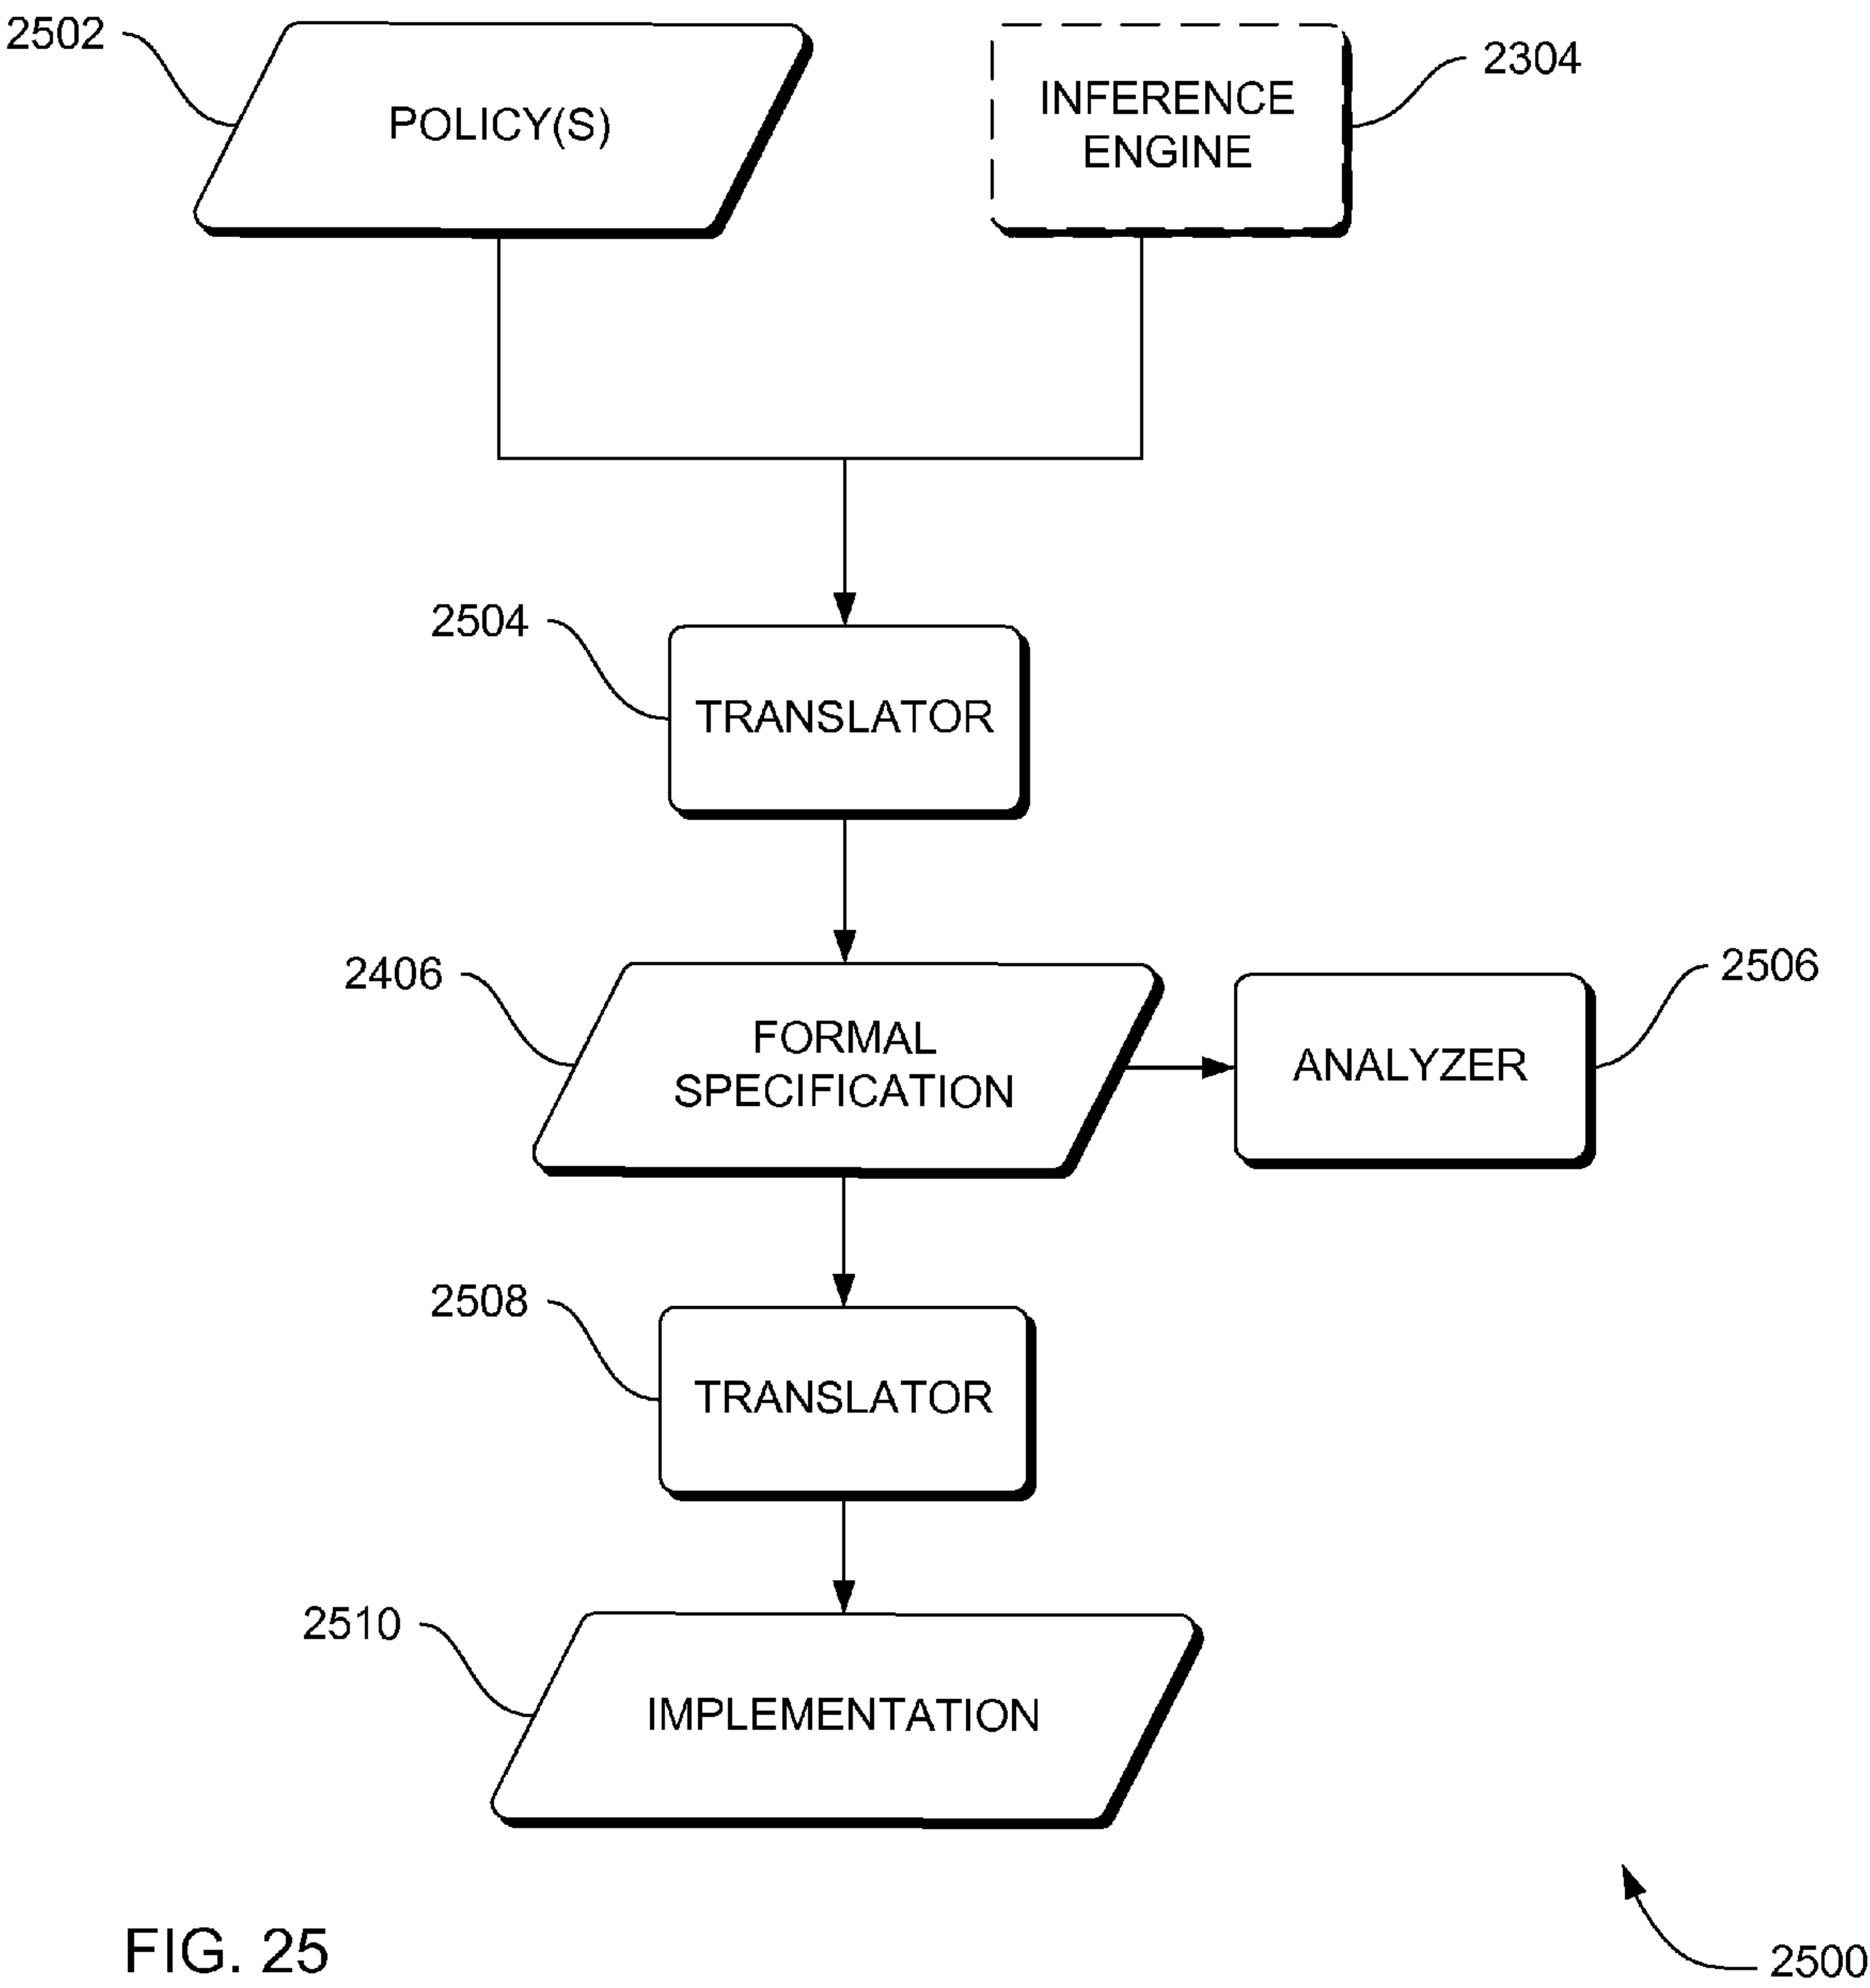 2502
POLICY(S)
INFERENCE
ENGINE
2304
2504
TRANSLATOR
2406
FORMAL
SPECIFICATION
ANALYZER
2506
2508
TRANSLATOR
2510
IMPLEMENTATION
FIG. 25
2500